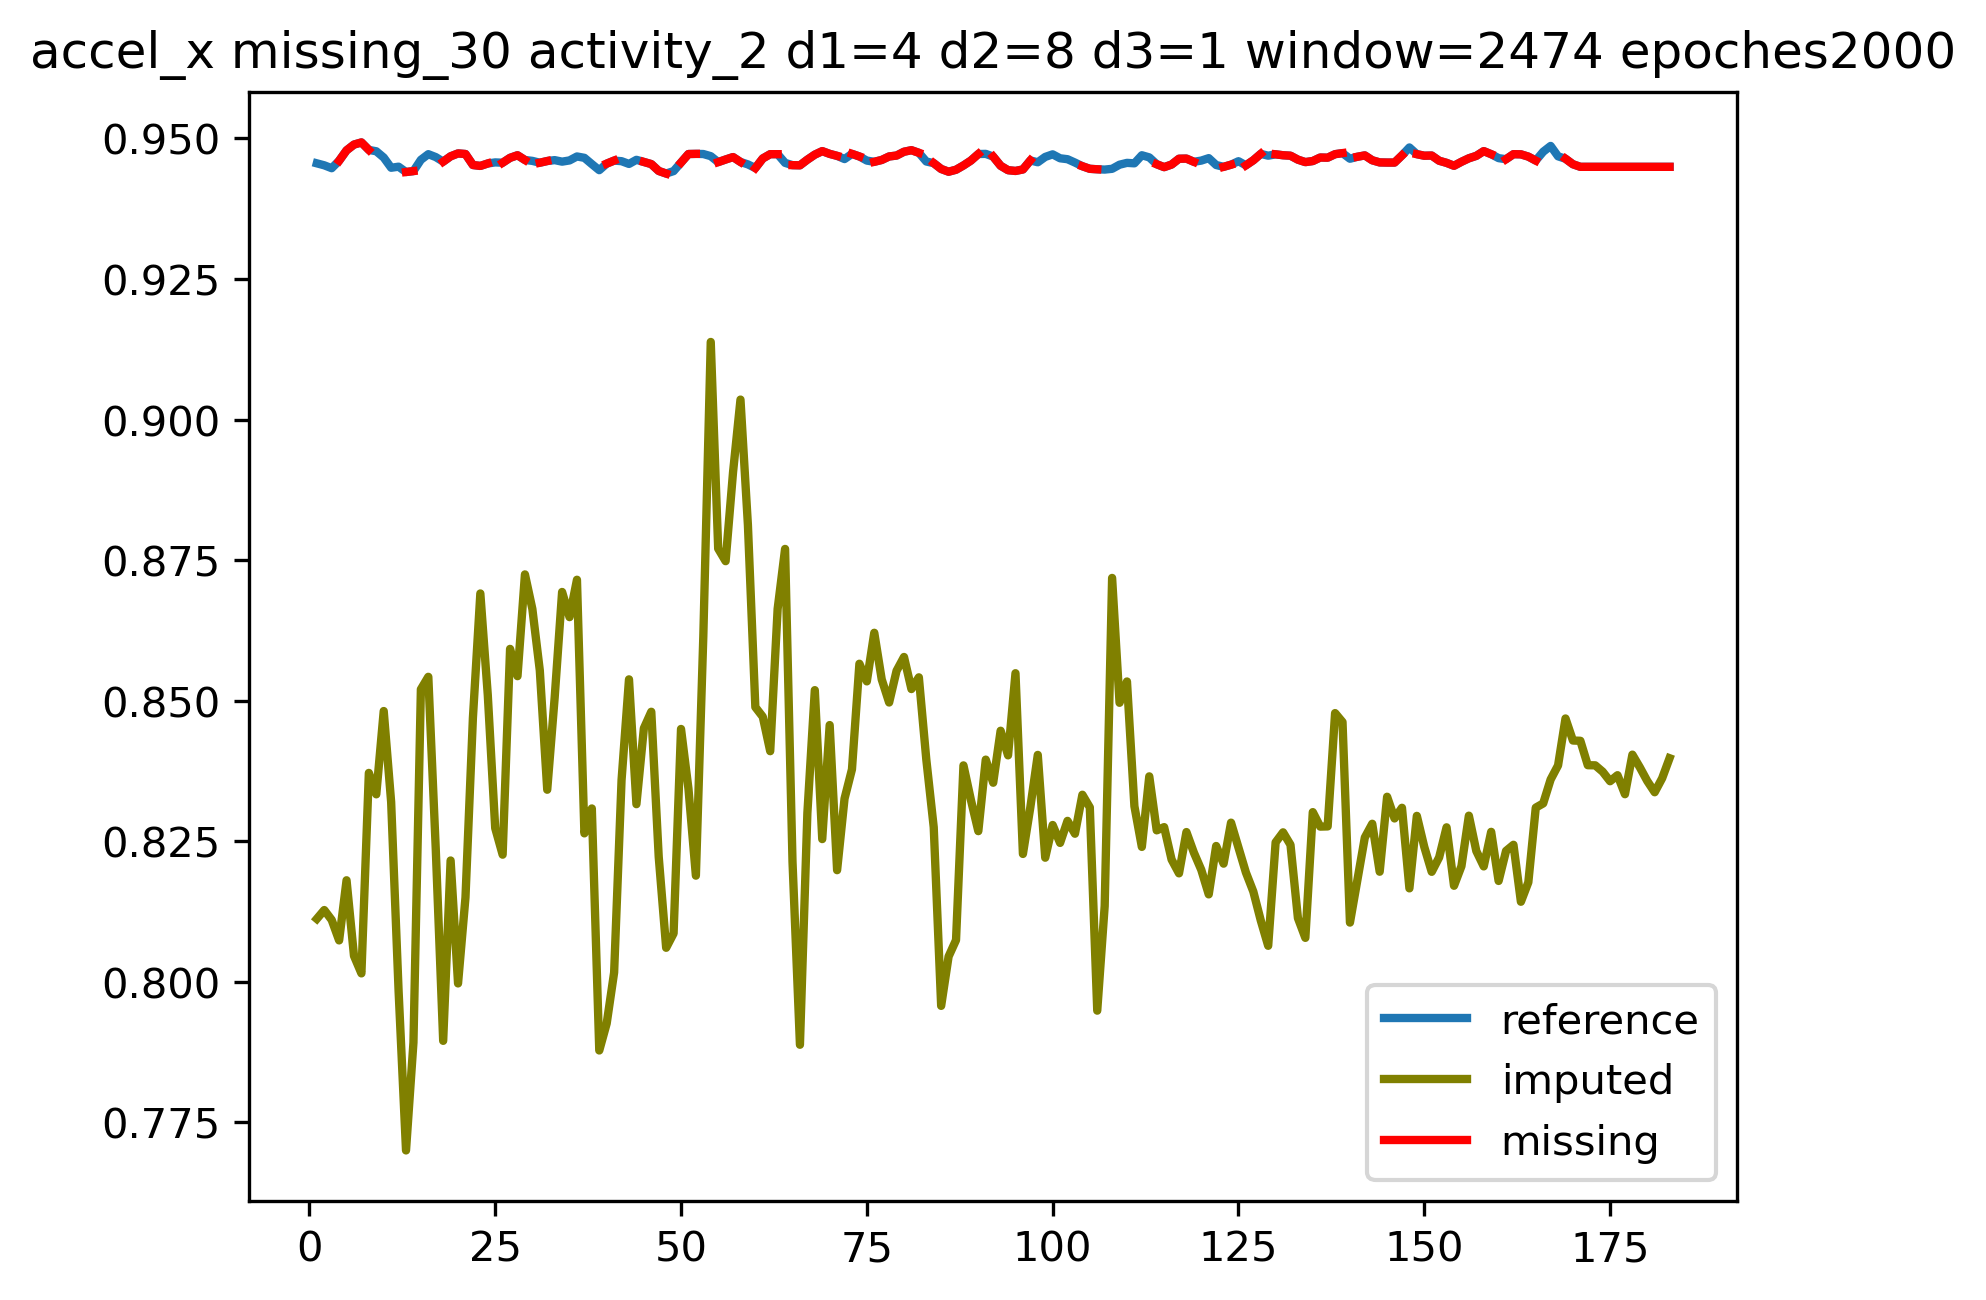 accel_x missing_30 activity_2 d1=4 d2=8 d3=1 window=2474 epoches2000
0.950
0.925
0.900
0.875
0.850
0.825
0.800
0.775
reference
imputed
missing
0 25 50 75 100 125 150 175